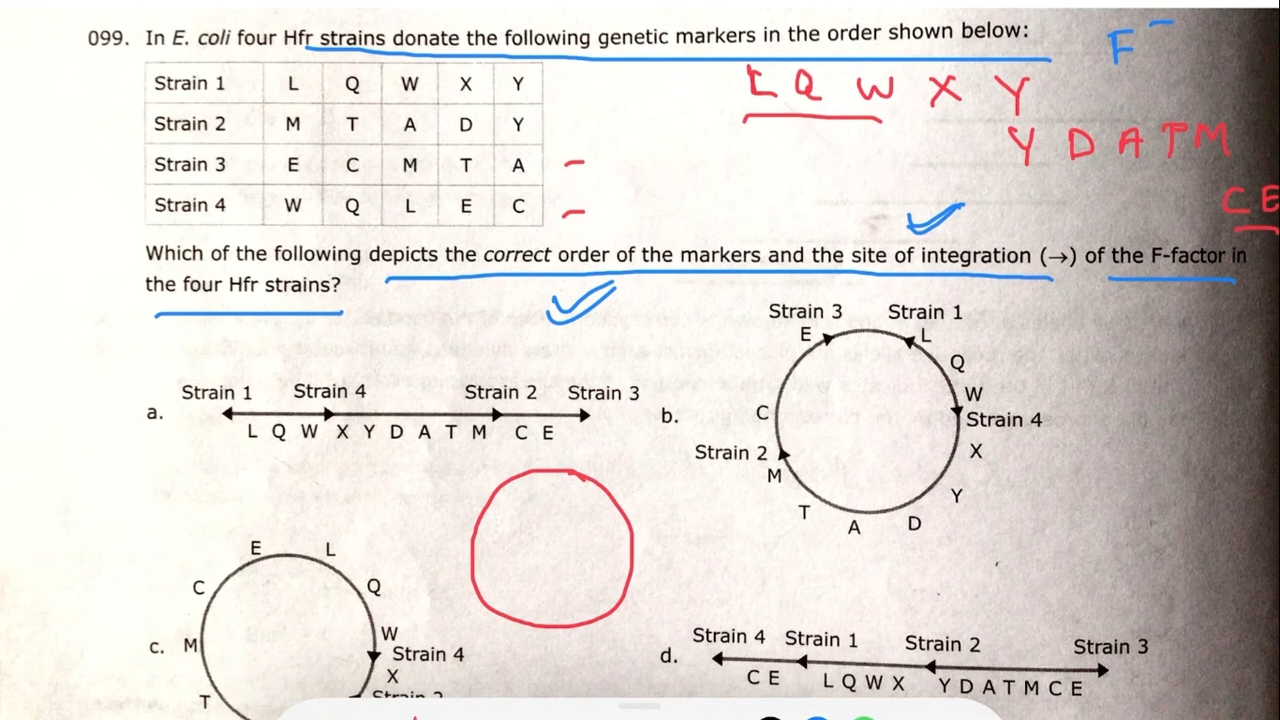 099. In E. coli four Hfr strains donate the following genetic markers in the order shown below:
F⁻
Strain 1 L Q W X Y
Strain 2 M T A D Y
Strain 3 E C M T A
Strain 4 W Q L E C
L Q W X Y
Y D A T M
C E
Which of the following depicts the correct order of the markers and the site of integration (→) of the F-factor in
the four Hfr strains?
a.
Strain 1 Strain 4 Strain 2 Strain 3
L Q W X Y D A T M C E
b.
Strain 3 Strain 1
E L
Q
W
C
Strain 4
Strain 2
X
M
Y
T
A
D
c.
E L
C Q
W
M
Strain 4
X
T
d.
Strain 4 Strain 1 Strain 2 Strain 3
C E L Q W X Y D A T M C E